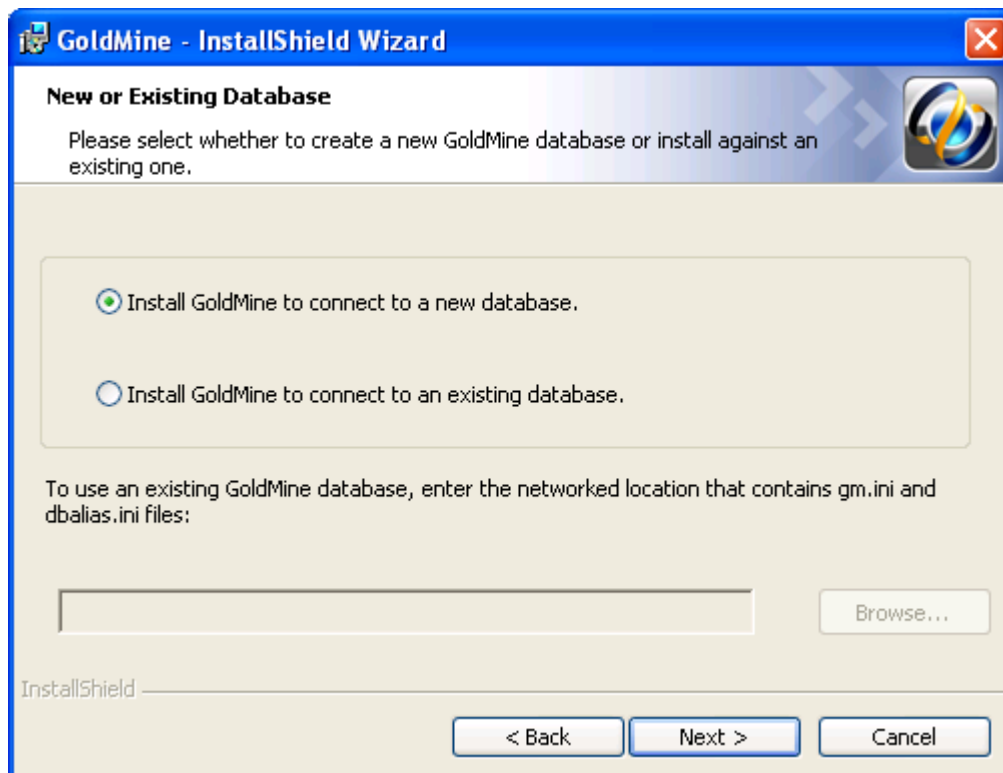 GoldMine - InstallShield Wizard
New or Existing Database
Please select whether to create a new GoldMine database or install against an
existing one.
Install GoldMine to connect to a new database.
Install GoldMine to connect to an existing database.
To use an existing GoldMine database, enter the networked location that contains gm.ini and
dbalias.ini files:
Browse...
InstallShield
< Back Next > Cancel